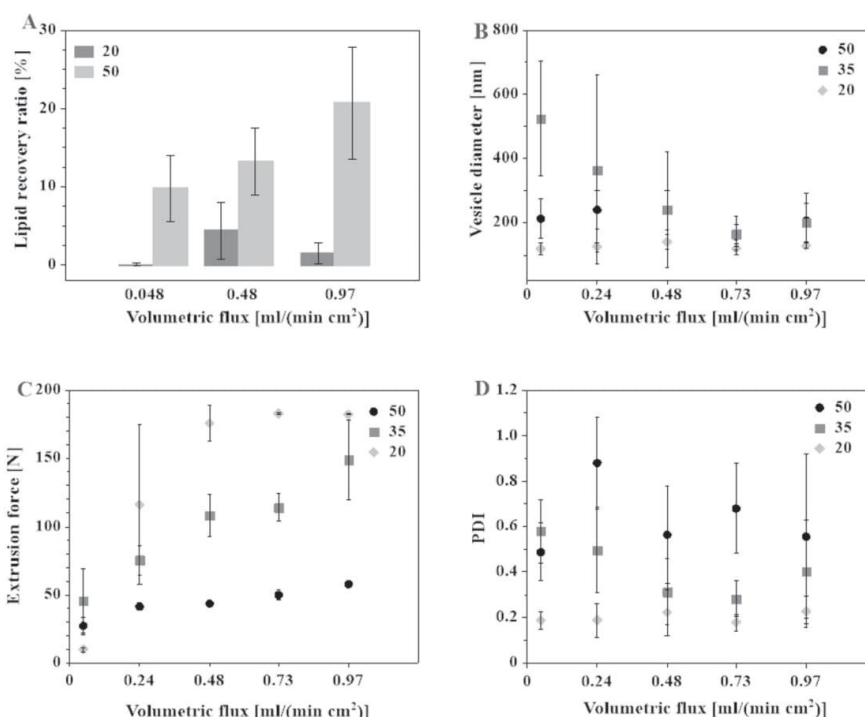 A
30
20
10
0
Lipid recovery ratio [%]
20
50
0.048 0.48 0.97
Volumetric flux [ml/(min cm²)]
B
800
600
400
200
Vesicle diameter [nm]
50
35
20
0 0.24 0.48 0.73 0.97
Volumetric flux [ml/(min cm²)]
C
200
150
100
50
0
Extrusion force [N]
50
35
20
0 0.24 0.48 0.73 0.97
Volumetric flux [ml/(min cm²)]
D
1.2
1.0
0.8
0.6
0.4
0.2
0
PDI
50
35
20
0 0.24 0.48 0.73 0.97
Volumetric flux [ml/(min cm²)]